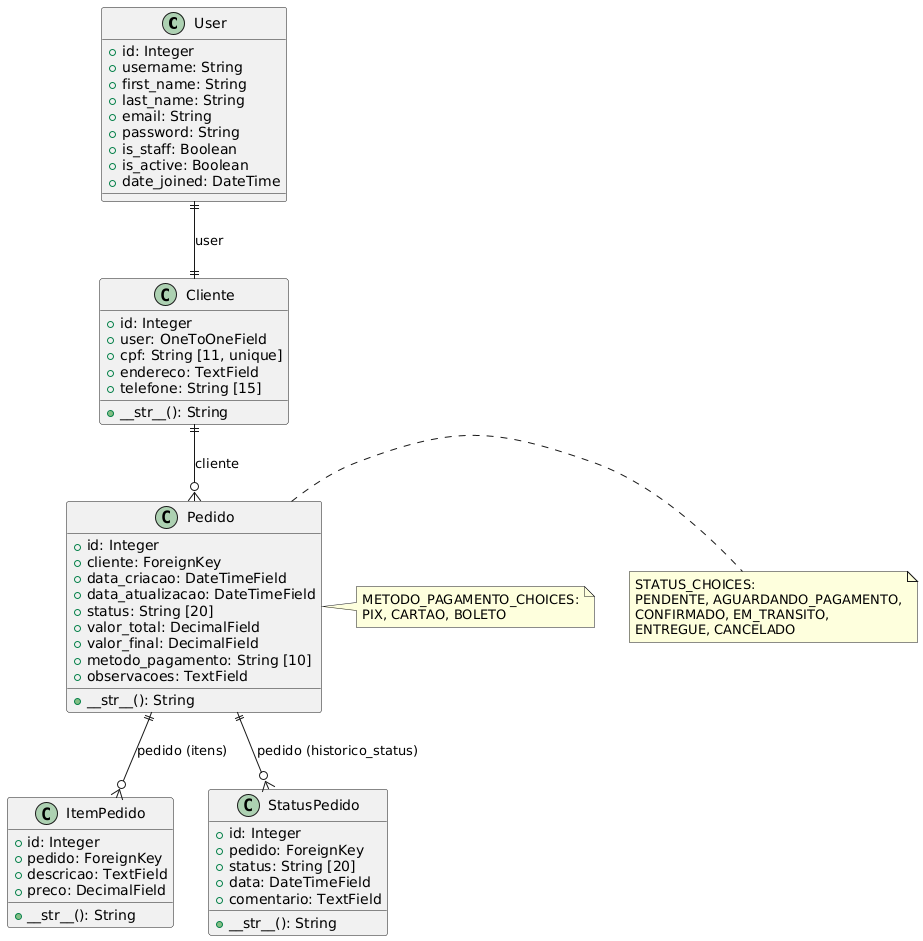 C User
id: Integer
username: String
first_name: String
last_name: String
email: String
password: String
is_staff: Boolean
is_active: Boolean
date_joined: DateTime
user
C Cliente
id: Integer
user: OneToOneField
cpf: String [11, unique]
endereco: TextField
telefone: String [15]
__str__(): String
cliente
C Pedido
id: Integer
cliente: ForeignKey
data_criacao: DateTimeField
data_atualizacao: DateTimeField
status: String [20]
valor_total: DecimalField
valor_final: DecimalField
metodo_pagamento: String [10]
observacoes: TextField
__str__(): String
METODO_PAGAMENTO_CHOICES:
PIX, CARTAO, BOLETO
STATUS_CHOICES:
PENDENTE, AGUARDANDO_PAGAMENTO,
CONFIRMADO, EM_TRANSITO,
ENTREGUE, CANCELADO
pedido (itens)
pedido (historico_status)
C ItemPedido
id: Integer
pedido: ForeignKey
descricao: TextField
preco: DecimalField
__str__(): String
C StatusPedido
id: Integer
pedido: ForeignKey
status: String [20]
data: DateTimeField
comentario: TextField
__str__(): String